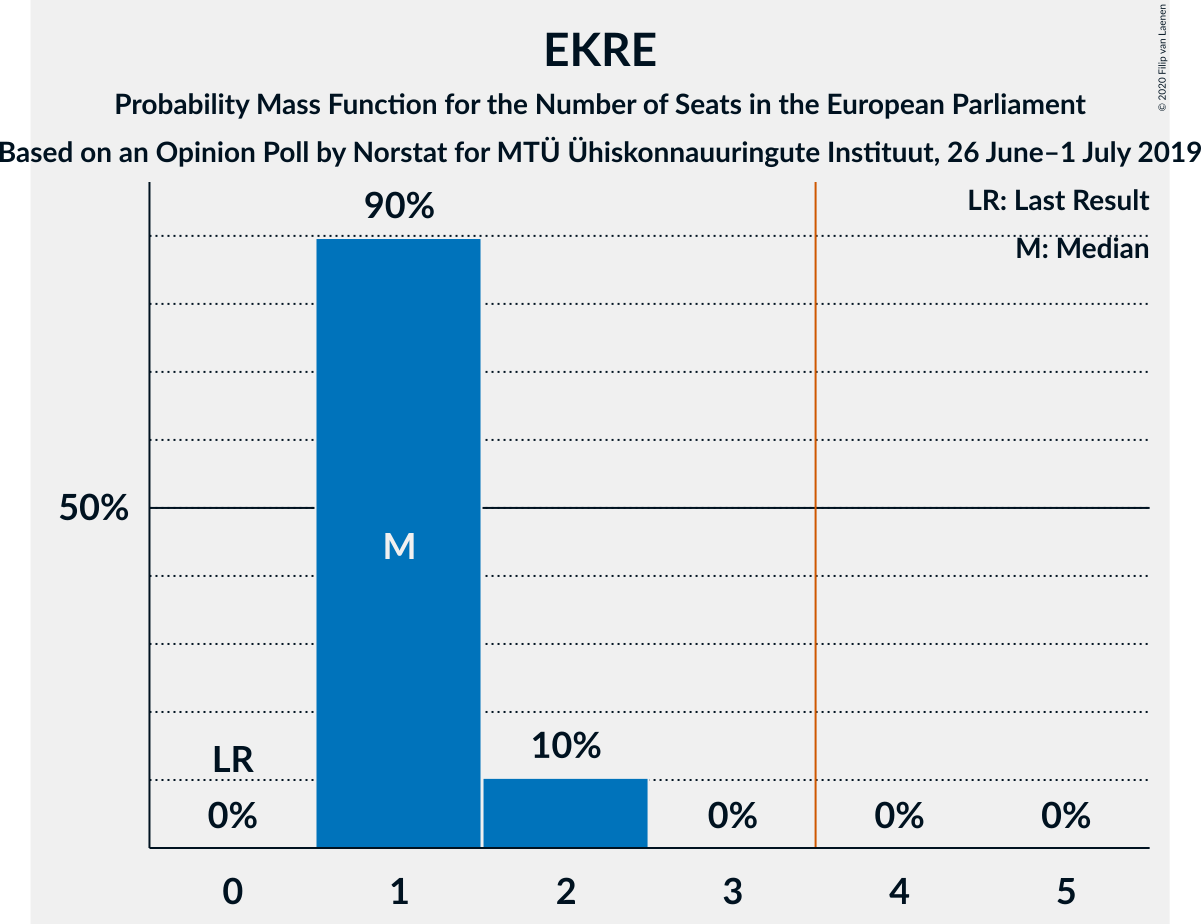 EKRE
Probability Mass Function for the Number of Seats in the European Parliament
Based on an Opinion Poll by Norstat for MTÜ Ühiskonnauuringute Instituut, 26 June–1 July 2019
© 2020 Filip van Laenen
LR: Last Result
M: Median
90%
50%
M
LR
10%
0%
0%
0%
0%
0 1 2 3 4 5